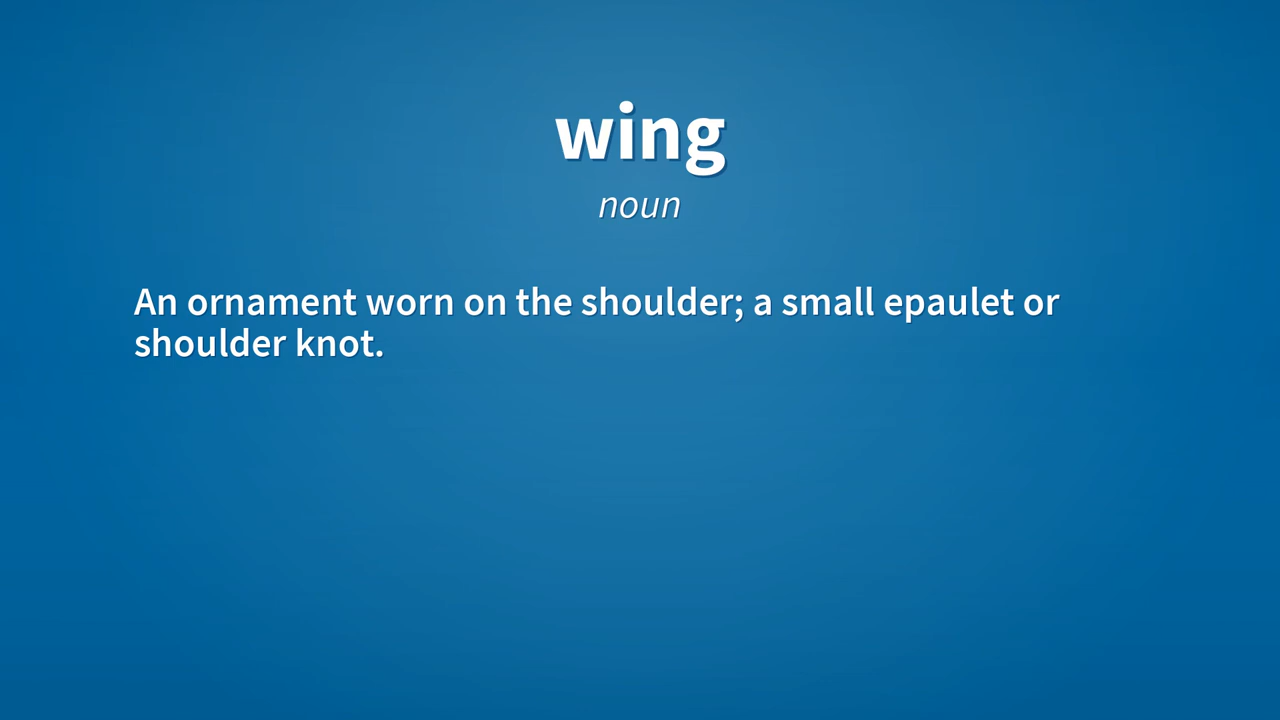 wing
noun
An ornament worn on the shoulder; a small epaulet or
shoulder knot.